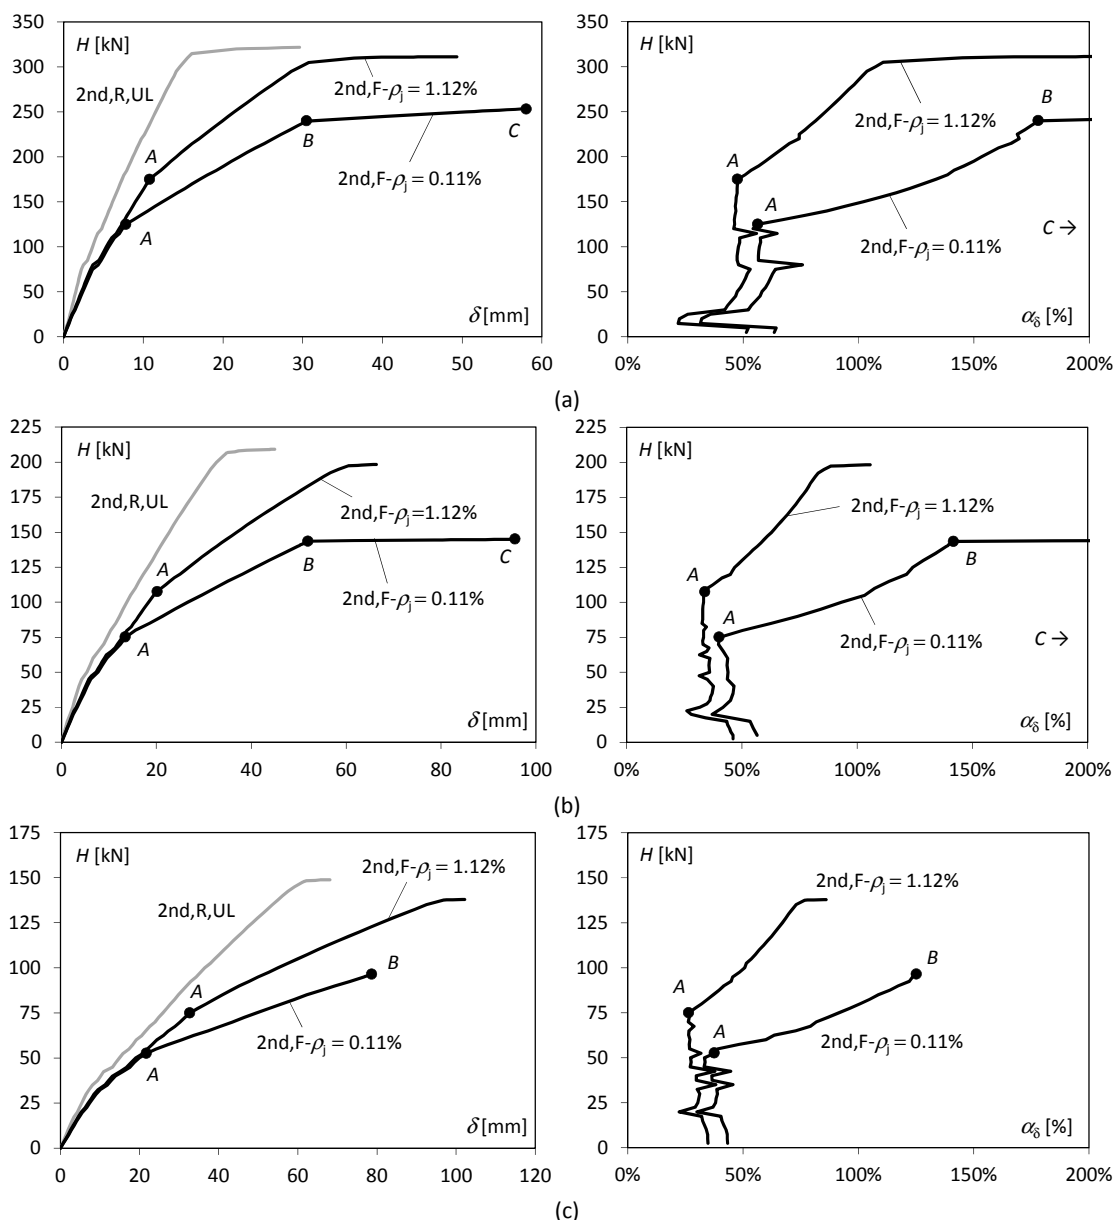 350
300
250
200
150
100
50
0
H [kN]
2nd,R,UL
2nd,F-ρj = 1.12%
A
B
C
2nd,F-ρj = 0.11%
A
δ [mm]
0 10 20 30 40 50 60
350
300
250
200
150
100
50
0
H [kN]
B
2nd,F-ρj = 1.12%
A
A
C →
2nd,F-ρj = 0.11%
αδ [%]
0% 50% 100% 150% 200%
(a)
225
200
175
150
125
100
75
50
25
0
H [kN]
2nd,R,UL
2nd,F-ρj=1.12%
A
B
C
2nd,F-ρj = 0.11%
A
δ [mm]
0 20 40 60 80 100
225
200
175
150
125
100
75
50
25
0
H [kN]
2nd,F-ρj = 1.12%
B
A
A
2nd,F-ρj = 0.11%
C →
αδ [%]
0% 50% 100% 150% 200%
(b)
175
150
125
100
75
50
25
0
H [kN]
2nd,F-ρj = 1.12%
2nd,R,UL
B
A
2nd,F-ρj = 0.11%
A
δ [mm]
0 20 40 60 80 100 120
175
150
125
100
75
50
25
0
H [kN]
2nd,F-ρj = 1.12%
B
A
A
2nd,F-ρj = 0.11%
αδ [%]
0% 50% 100% 150% 200%
(c)